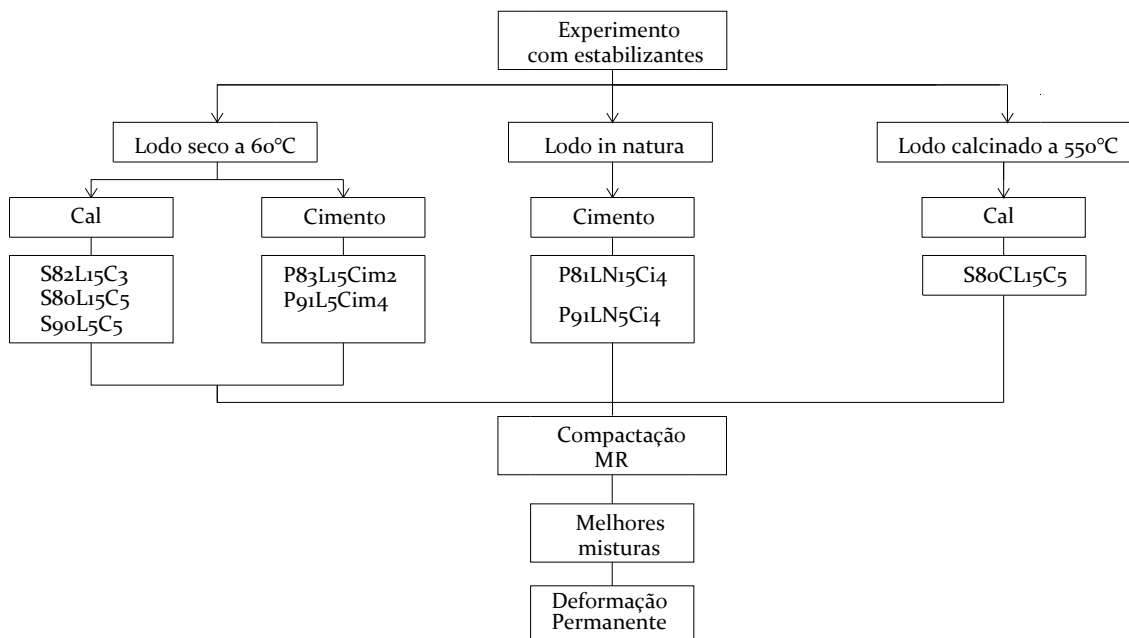 Experimento
com estabilizantes
Lodo seco a 60°C
Lodo in natura
Lodo calcinado a 550°C
Cal
Cimento
Cimento
Cal
S82L15C3
S80L15C5
S90L5C5
P83L15Cim2
P91L5Cim4
P81LN15Ci4
P91LN5Ci4
S80CL15C5
Compactação
MR
Melhores
misturas
Deformação
Permanente